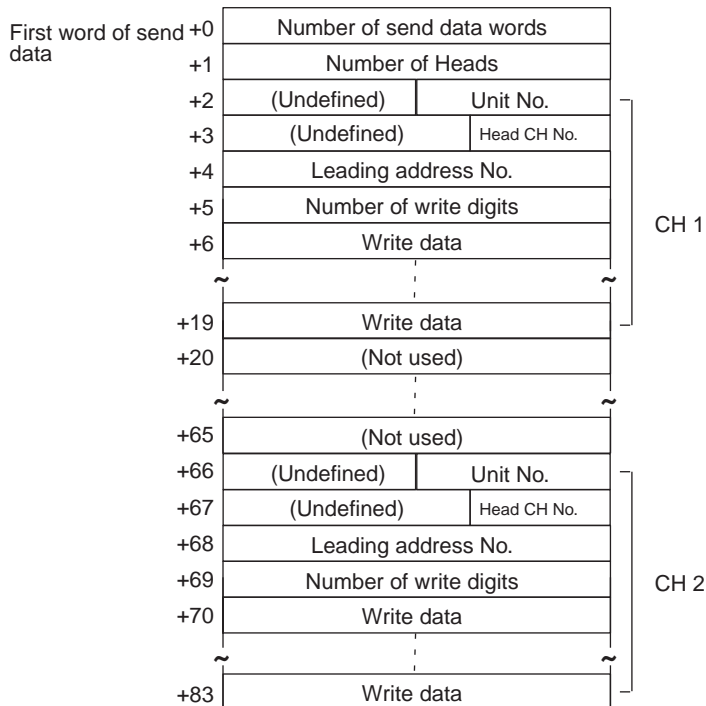 First word of send data
+0 Number of send data words
+1 Number of Heads
+2 (Undefined) Unit No.
+3 (Undefined) Head CH No.
+4 Leading address No.
+5 Number of write digits
CH 1
+6 Write data
~ ~
+19 Write data
+20 (Not used)
~ ~
+65 (Not used)
+66 (Undefined) Unit No.
+67 (Undefined) Head CH No.
+68 Leading address No.
+69 Number of write digits
CH 2
+70 Write data
~ ~
+83 Write data